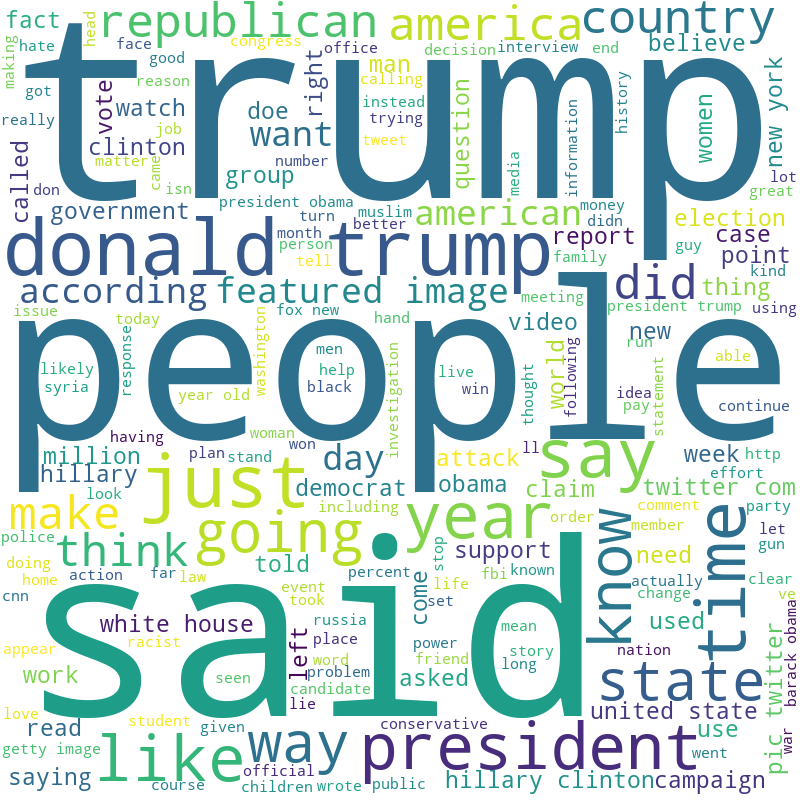 fact
hate
making
got
really
republican
head
face
good
reason
congress
right
office
man
calling
america
decision
interview
end
country
believe
history
trump
vote
watch
job
clinton
matter
came
called
don
isn
doe
want
number
group
instead
trying
tweet
question
media
information
women
new york
lot
great
government
president obama
turn
month
person
tell
muslim
better
american
money
didn
election
report
family
guy
case
point
kind
donald trump
did
thing
according
featured image
meeting
president trump
using
issue
today
response
fox new
washington
hand
video
new
run
people
likely
syria
year old
men
help
black
investigation
live
win
thought
world
following
idea
pay
statement
able
continue
having
woman
million
plan
won
stand
day
hillary
look
just
including
democrat
attack
obama
say
ll
week
http
effort
claim
twitter com
make
going
year
know
comment
member
party
order
let
gun
time
police
doing
home
think
told
stop
support
need
cnn
action
far
law
percent
come
fbi
known
life
set
actually
change
clear
ve
event
took
used
said
white house
left
russia
place
power
mean
appear
racist
word
problem
friend
story
long
nation
barack obama
work
seen
candidate
asked
state
love
student
given
lie
conservative
united state
war
read
use
pic twitter
getty image
like
way
president
went
saying
course
official
children
wrote
public
hillary clinton
campaign